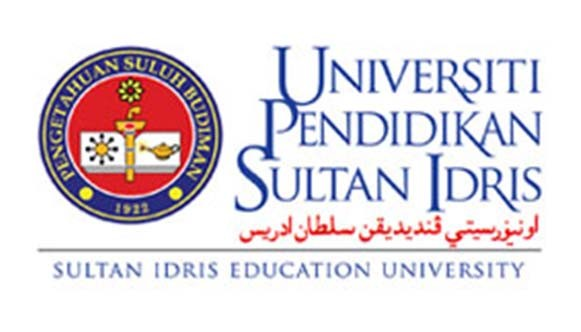 PENGETAHUAN SULUH BUDIMAN
1922
UNIVERSITI
PENDIDIKAN
SULTAN IDRIS
اونيۏرسيتي ڤنديديقن سلطان ادريس
SULTAN IDRIS EDUCATION UNIVERSITY